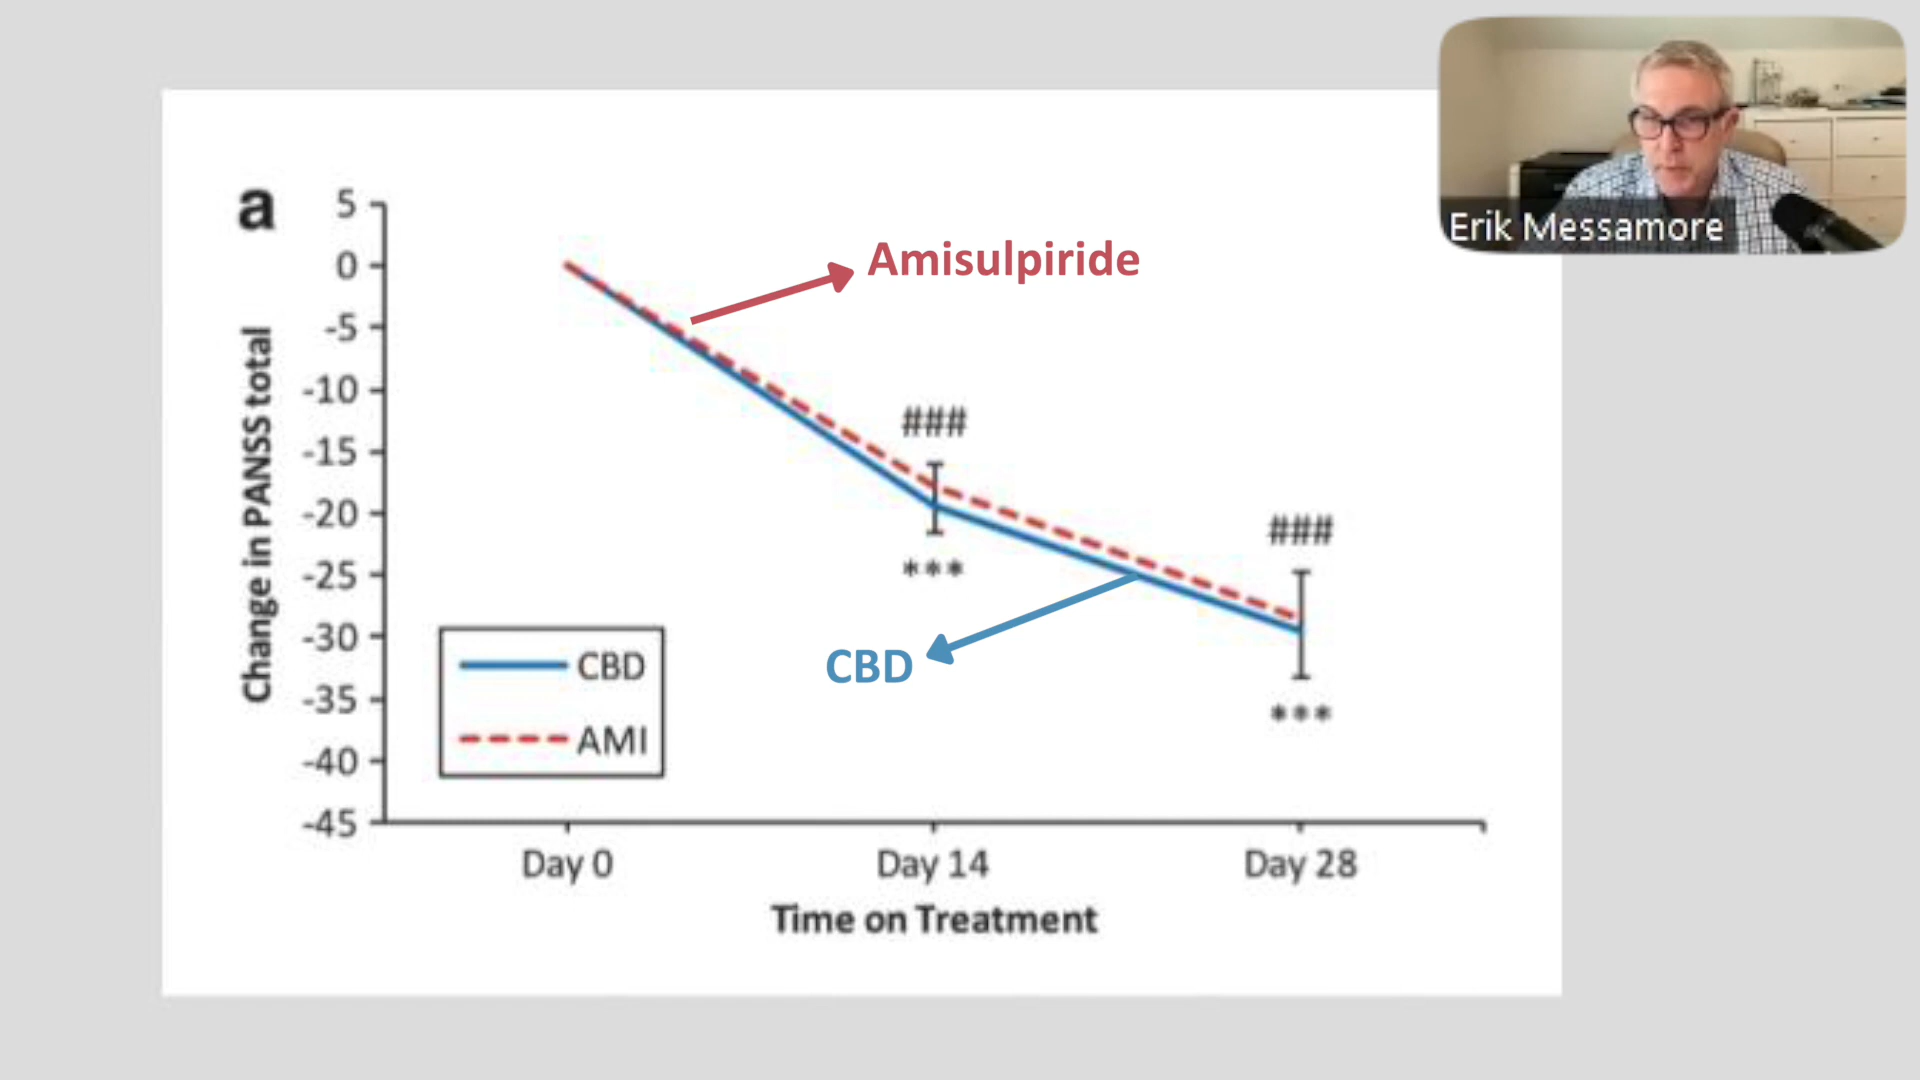 Erik Messamore
a
5
0
-5
-10
-15
-20
-25
-30
-35
-40
-45
Change in PANSS total
Amisulpiride
###
***
###
***
CBD
CBD
AMI
Day 0
Day 14
Day 28
Time on Treatment